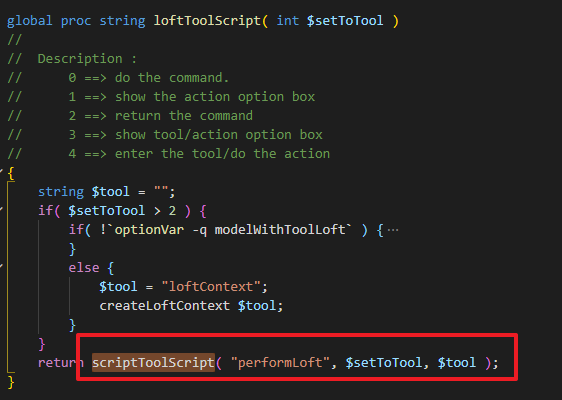 global proc string loftToolScript( int $setToTool )
//
//  Description :
//      0 ==> do the command.
//      1 ==> show the action option box
//      2 ==> return the command
//      3 ==> show tool/action option box
//      4 ==> enter the tool/do the action
{
    string $tool = "";
    if( $setToTool > 2 ) {
        if( !`optionVar -q modelWithToolLoft` ) {⋯
        }
        else {
            $tool = "loftContext";
            createLoftContext $tool;
        }
    }
    return scriptToolScript( "performLoft", $setToTool, $tool );
}